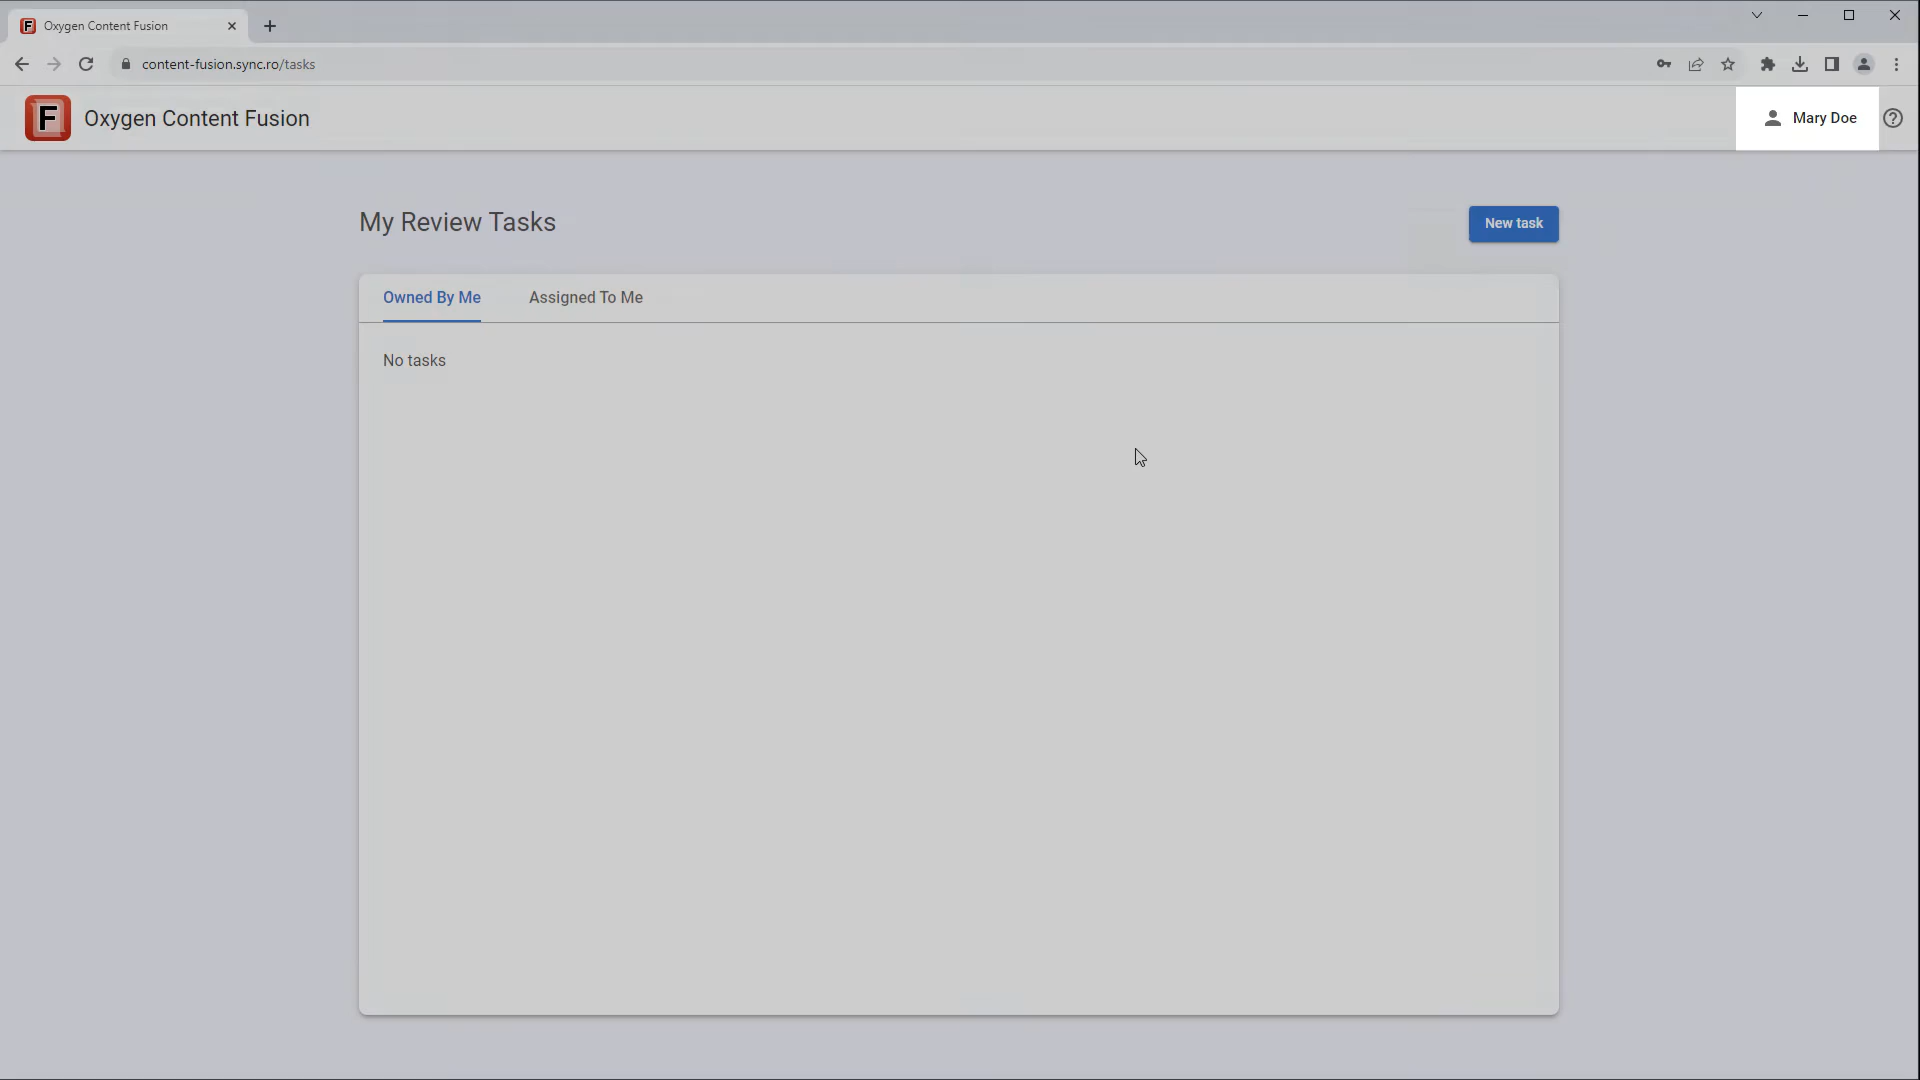 Oxygen Content Fusion
content-fusion.sync.ro/tasks
F Oxygen Content Fusion
Mary Doe
My Review Tasks
New task
Owned By Me Assigned To Me
No tasks